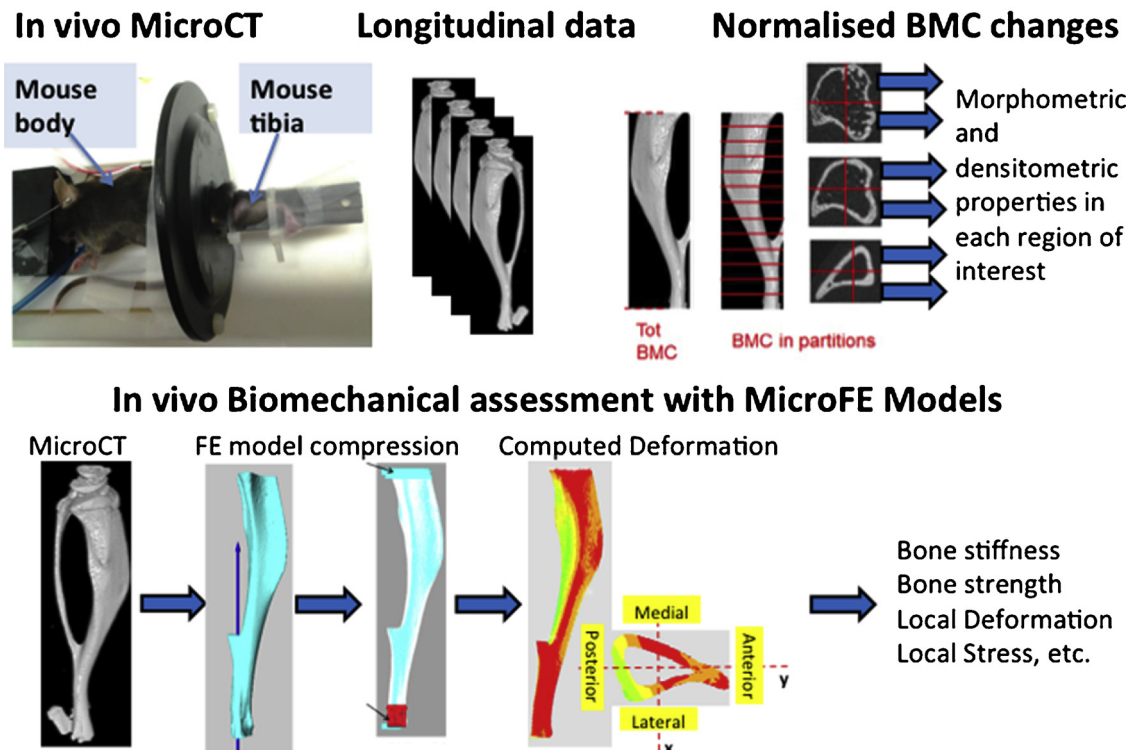 In vivo MicroCT
Longitudinal data
Normalised BMC changes
Mouse
body
Mouse
tibia
Tot
BMC
BMC in partitions
Morphometric
and
densitometric
properties in
each region of
interest
In vivo Biomechanical assessment with MicroFE Models
MicroCT
FE model compression
Computed Deformation
Medial
Posterior
Anterior
Lateral
y
x
Bone stiffness
Bone strength
Local Deformation
Local Stress, etc.